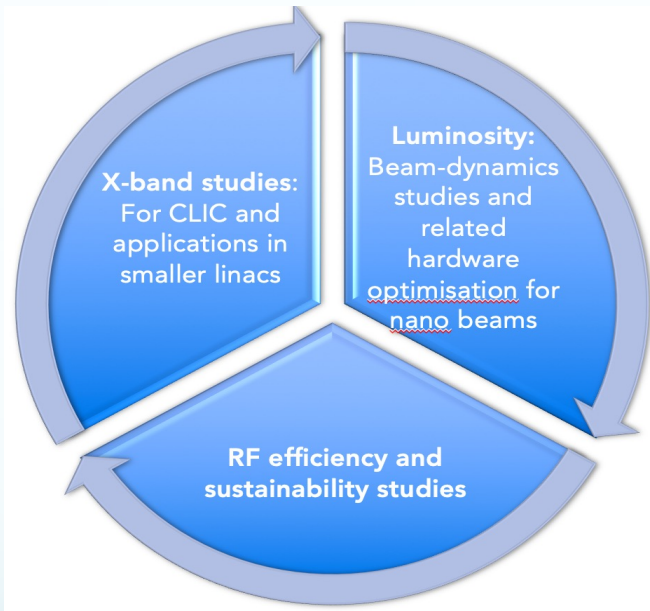 X-band studies:
For CLIC and
applications in
smaller linacs
Luminosity:
Beam-dynamics
studies and
related
hardware
optimisation for
nano beams
RF efficiency and
sustainability studies